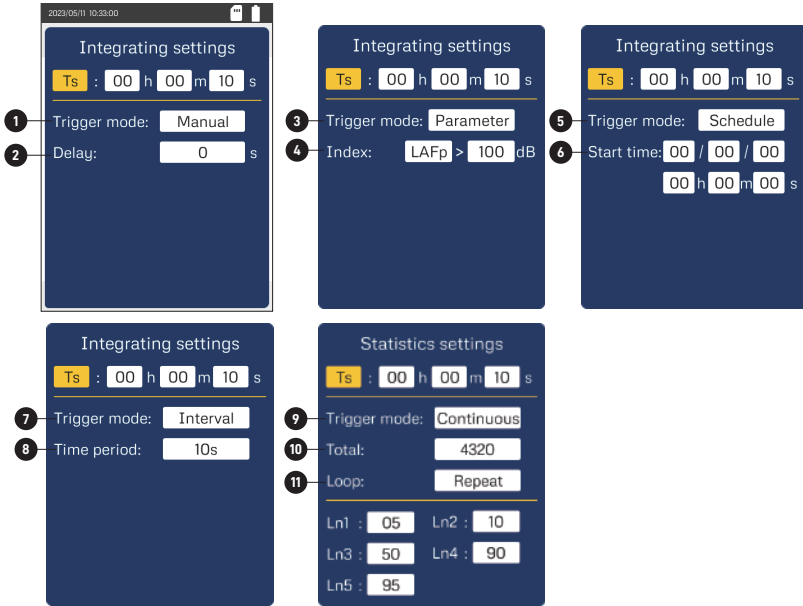 2023/05/11 10:33:00
Integrating settings
Ts : 00 h 00 m 10 s
1 Trigger mode: Manual
2 Delay: 0 s
Integrating settings
Ts : 00 h 00 m 10 s
3 Trigger mode: Parameter
4 Index: LAFp > 100 dB
Integrating settings
Ts : 00 h 00 m 10 s
5 Trigger mode: Schedule
6 Start time: 00 / 00 / 00
00 h 00 m 00 s
Integrating settings
Ts : 00 h 00 m 10 s
7 Trigger mode: Interval
8 Time period: 10s
Statistics settings
Ts : 00 h 00 m 10 s
9 Trigger mode: Continuous
10 Total: 4320
11 Loop: Repeat
Ln1 : 05 Ln2 : 10
Ln3 : 50 Ln4 : 90
Ln5 : 95